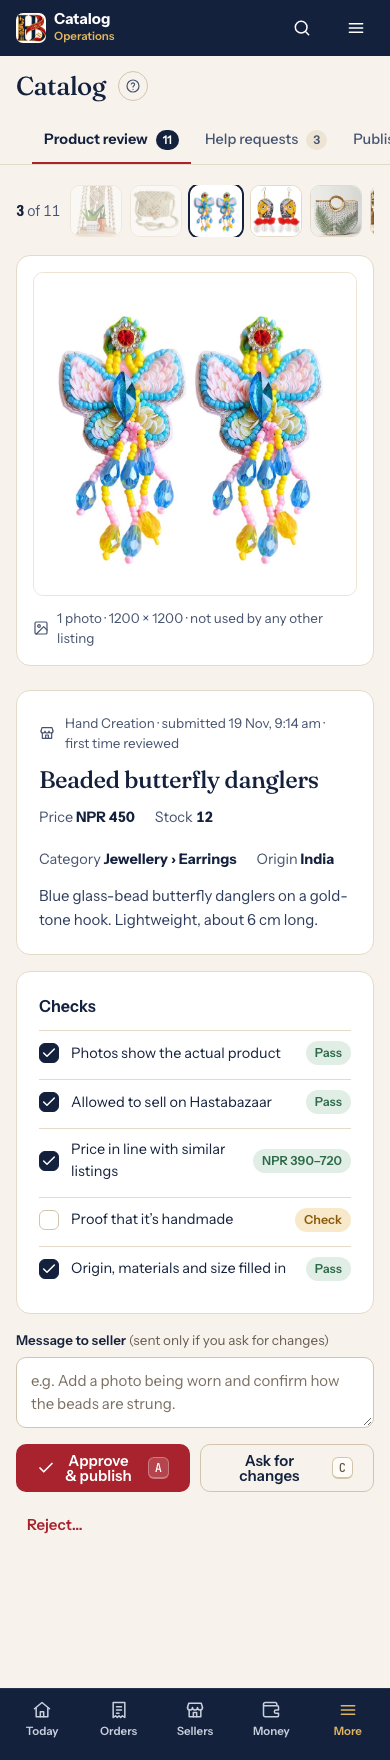 Catalog
Operations
Catalog
Product review 11 Help requests 3 Publis
3 of 11
1 photo · 1200 × 1200 · not used by any other
listing
Hand Creation · submitted 19 Nov, 9:14 am ·
first time reviewed
Beaded butterfly danglers
Price NPR 450 Stock 12
Category Jewellery › Earrings Origin India
Blue glass-bead butterfly danglers on a gold-
tone hook. Lightweight, about 6 cm long.
Checks
Photos show the actual product Pass
Allowed to sell on Hastabazaar Pass
Price in line with similar
listings NPR 390–720
Proof that it's handmade Check
Origin, materials and size filled in Pass
Message to seller (sent only if you ask for changes)
e.g. Add a photo being worn and confirm how
the beads are strung.
Approve
& publish A
Ask for
changes C
Reject...
Today Orders Sellers Money More